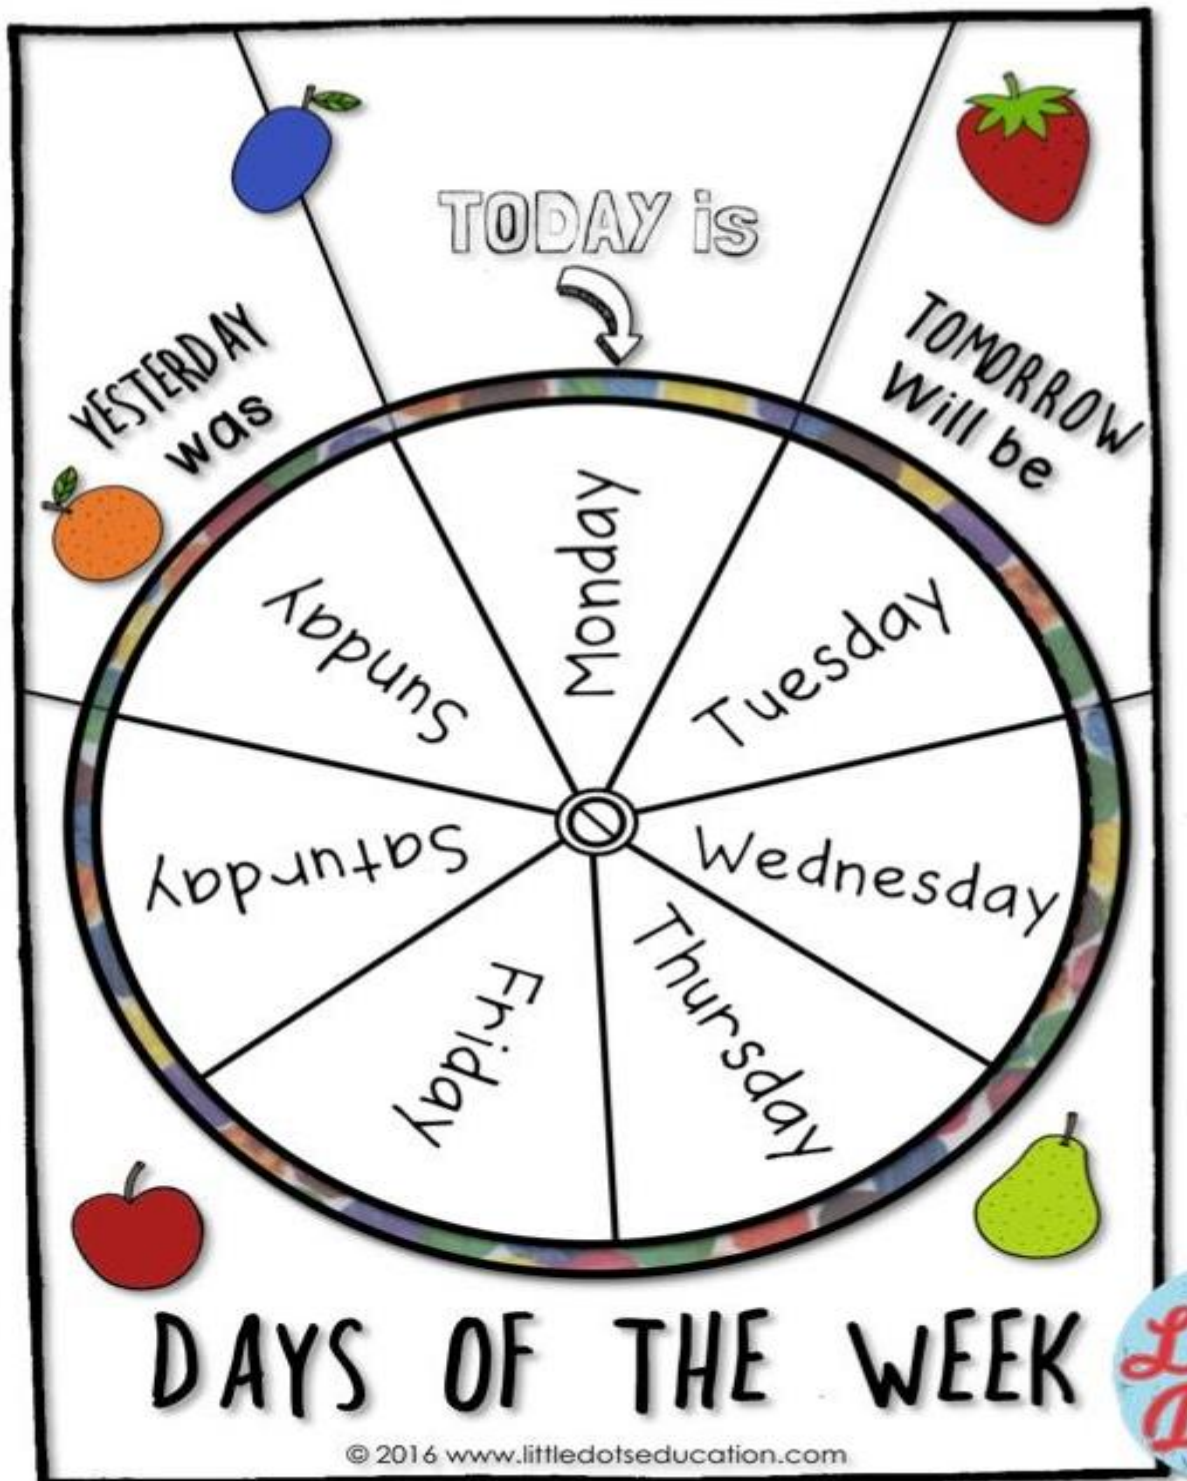 TODAY is
YESTERDAY
was
TOMORROW
Will be
Monday
Tuesday
Wednesday
Thursday
Friday
Saturday
Sunday
DAYS OF THE WEEK
© 2016 www.littledotseducation.com